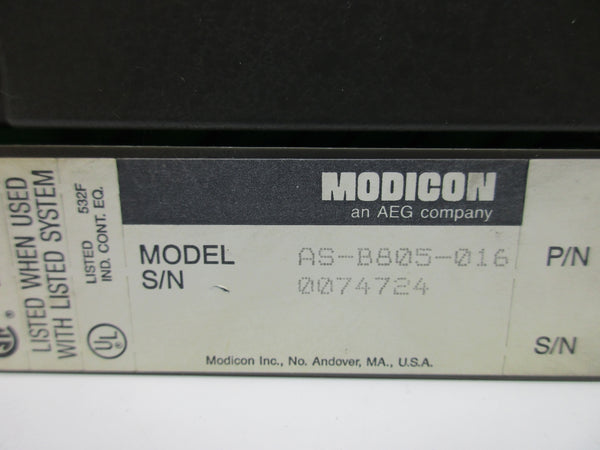 LISTED WHEN USED
WITH LISTED SYSTEM
LISTED 532F
IND. CONT. EQ.
UL
MODICON
an AEG company
MODEL AS-B805-016
S/N 0074724
Modicon Inc., No. Andover, MA., U.S.A.
P/N
S/N